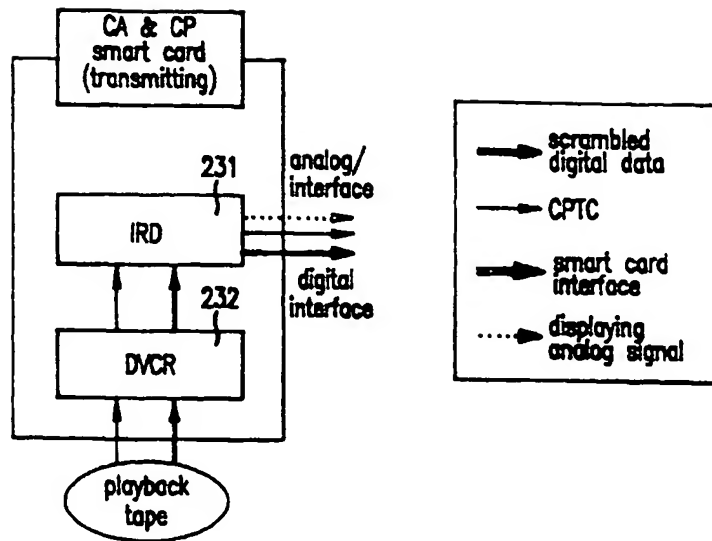 CA & CP
smart card
(transmitting)
231
analog/
interface
IRD
digital
interface
232
DVCR
playback
tape
scrambled
digital data
CPTC
smart card
interface
displaying
analog signal